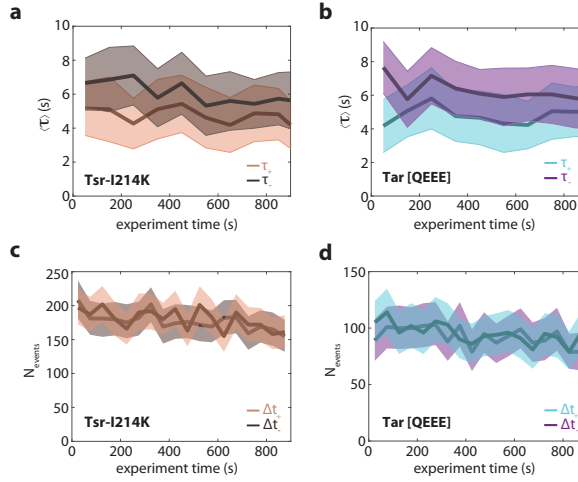 a
b
10
8
6
4
2
0
⟨τ⟩ (s)
0 200 400 600 800
experiment time (s)
Tsr-I214K
τ₊
τ₋
10
8
6
4
2
0
⟨τ⟩ (s)
0 200 400 600 800
experiment time (s)
Tar [QEEE]
τ₊
τ₋
c
d
250
200
150
100
50
0
N_events
0 200 400 600 800
experiment time (s)
Tsr-I214K
Δt₊
Δt₋
150
100
50
0
N_events
0 200 400 600 800
experiment time (s)
Tar [QEEE]
Δt₊
Δt₋